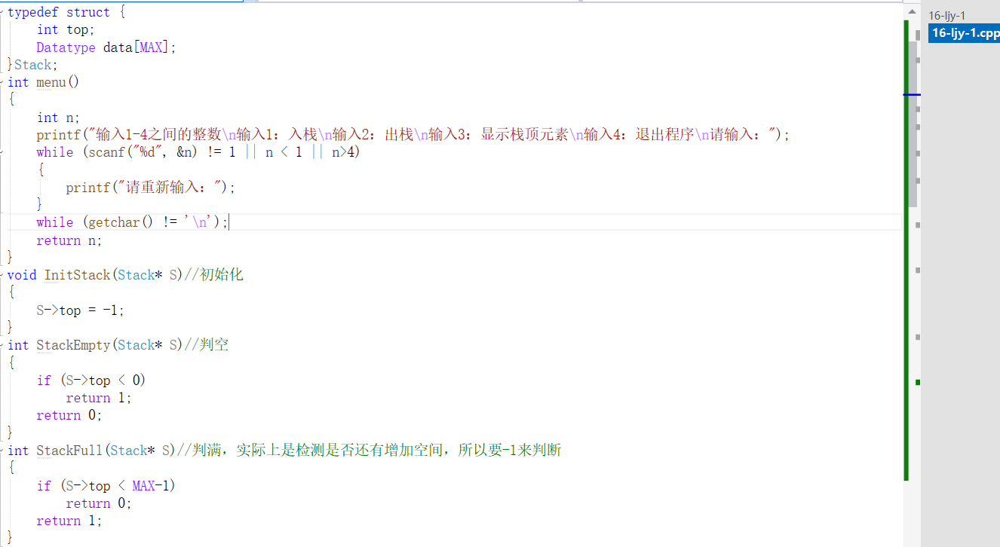 typedef struct {
int top;
Datatype data[MAX];
}Stack;
int menu()
{
int n;
printf("输入1-4之间的整数\n输入1：入栈\n输入2：出栈\n输入3：显示栈顶元素\n输入4：退出程序\n请输入：");
while (scanf("%d", &n) != 1 || n < 1 || n>4)
{
printf("请重新输入：");
}
while (getchar() != '\n');
return n;
}
void InitStack(Stack* S)//初始化
{
S->top = -1;
}
int StackEmpty(Stack* S)//判空
{
if (S->top < 0)
return 1;
return 0;
}
int StackFull(Stack* S)//判满，实际上是检测是否还有增加空间，所以要-1来判断
{
if (S->top < MAX-1)
return 0;
return 1;
}
16-ljy-1
16-ljy-1.cpp